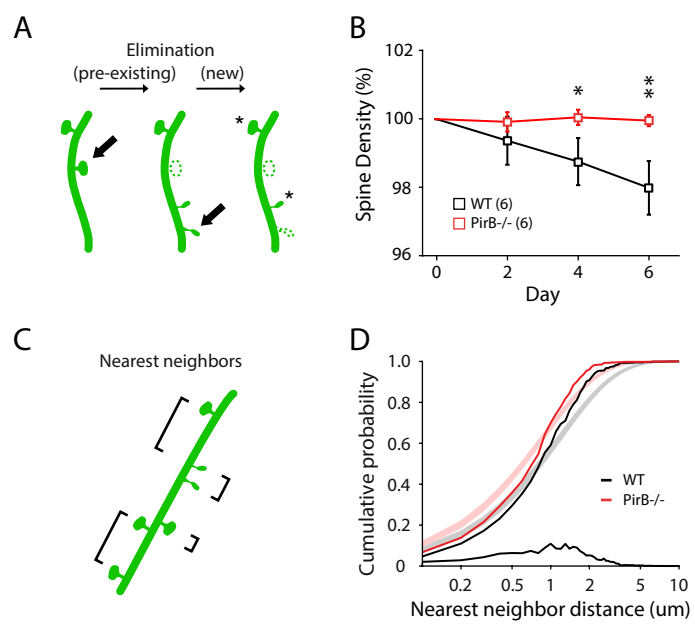 A
Elimination
(pre-existing) (new)
*
*
B
Spine Density (%)
102
100
98
96
*
**
WT (6)
PirB-/- (6)
0 2 4 6
Day
C
Nearest neighbors
D
Cumulative probability
1.0
0.8
0.6
0.4
0.2
0
WT
PirB-/-
0.2 0.5 1 2 5 10
Nearest neighbor distance (um)